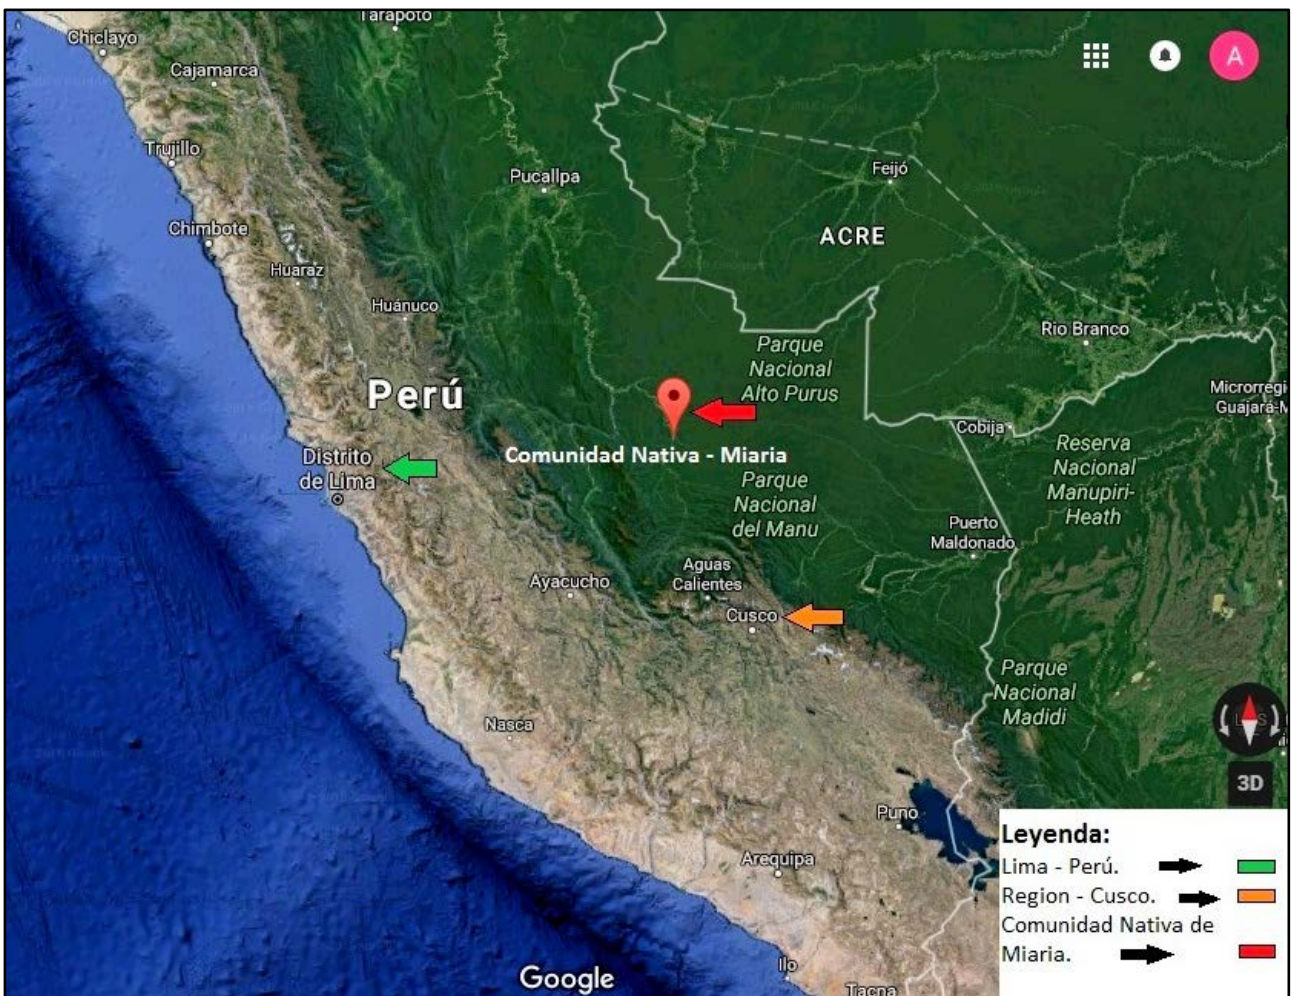 Tarapoto
Chiclayo
Cajamarca
A
Trujillo
Pucallpa
Feijó
Chimbote
ACRE
Huaraz
Huánuco
Rio Branco
Parque
Nacional
Alto Purus
Perú
Microrregi
Guajará-M
Cobija
Distrito
de Lima
Comunidad Nativa - Miaria
Reserva
Nacional
Manupiri-
Heath
Parque
Nacional
del Manu
Puerto
Maldonado
Aguas
Calientes
Ayacucho
Cusco
Parque
Nacional
Madidi
Nasca
3D
Puno
Arequipa
Leyenda:
Lima - Perú.
Region - Cusco.
Comunidad Nativa de
Miaria.
Ilo
Google
Tacna